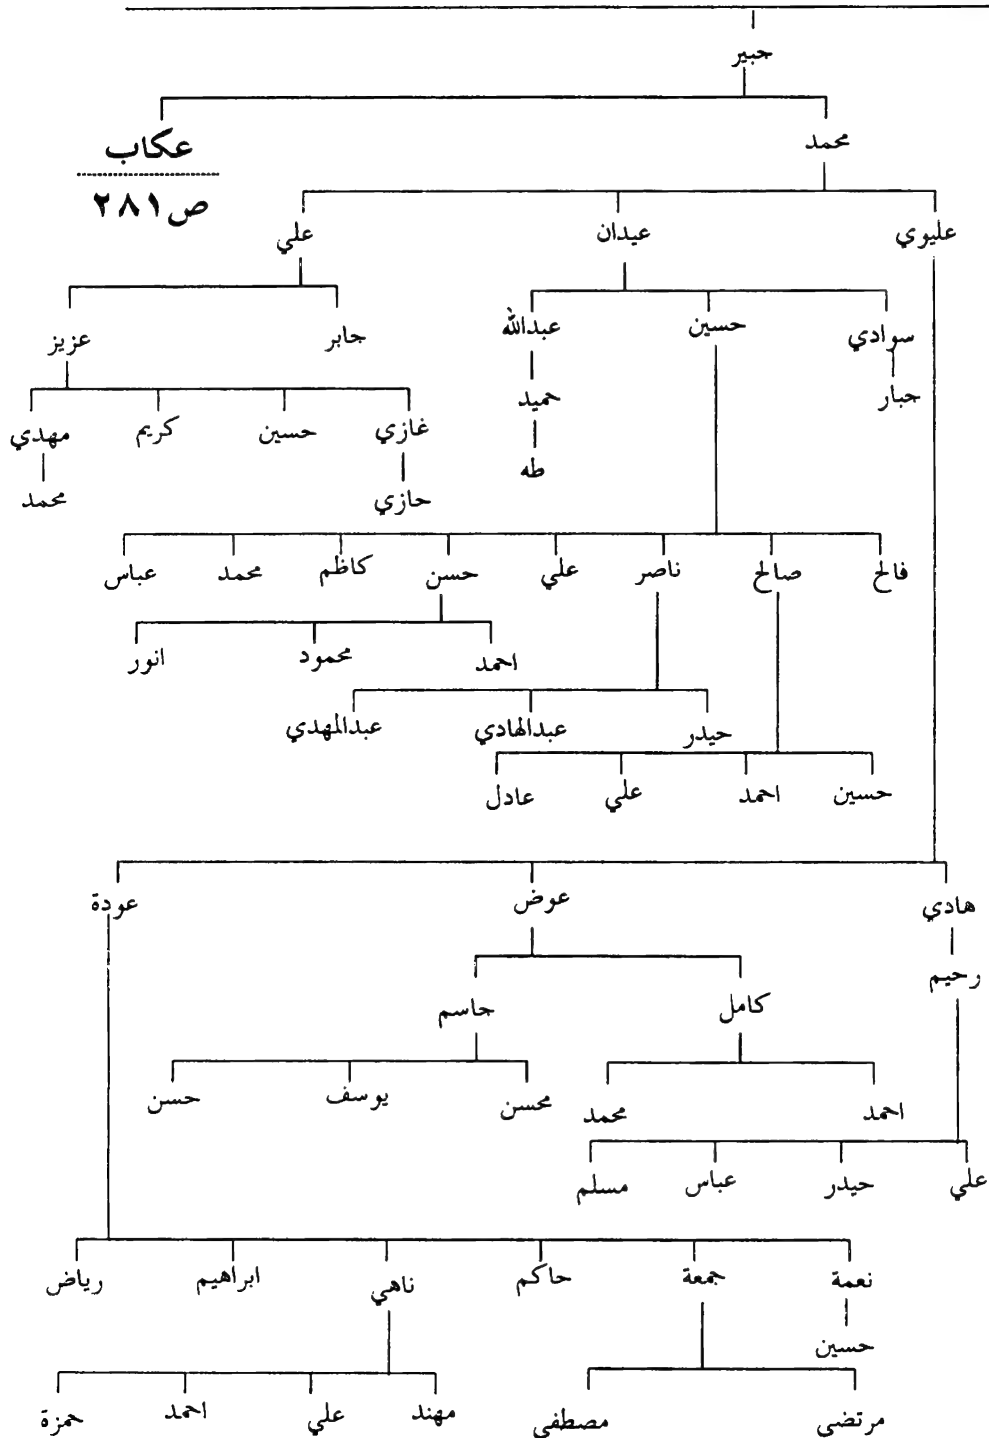 حبير
محمد
عكاب
ص٢٨١
عليوي عيدان علي
سوادي حسين عبدالله جابر عزيز
جبار حميد غازي حسين كريم مهدي
طه حازي محمد
فالح صالح ناصر علي حسن كاظم محمد عباس
احمد محمود انور
حيدر عبدالهادي عبدالمهدي
حسين احمد علي عادل
هادي عوض عودة
رحيم
كامل جاسم
احمد محمد محسن يوسف حسن
علي حيدر عباس مسلم
نعمة جمعة حاكم ناهي ابراهيم رياض
حسين
مرتضى مصطفى مهند علي احمد حمزة